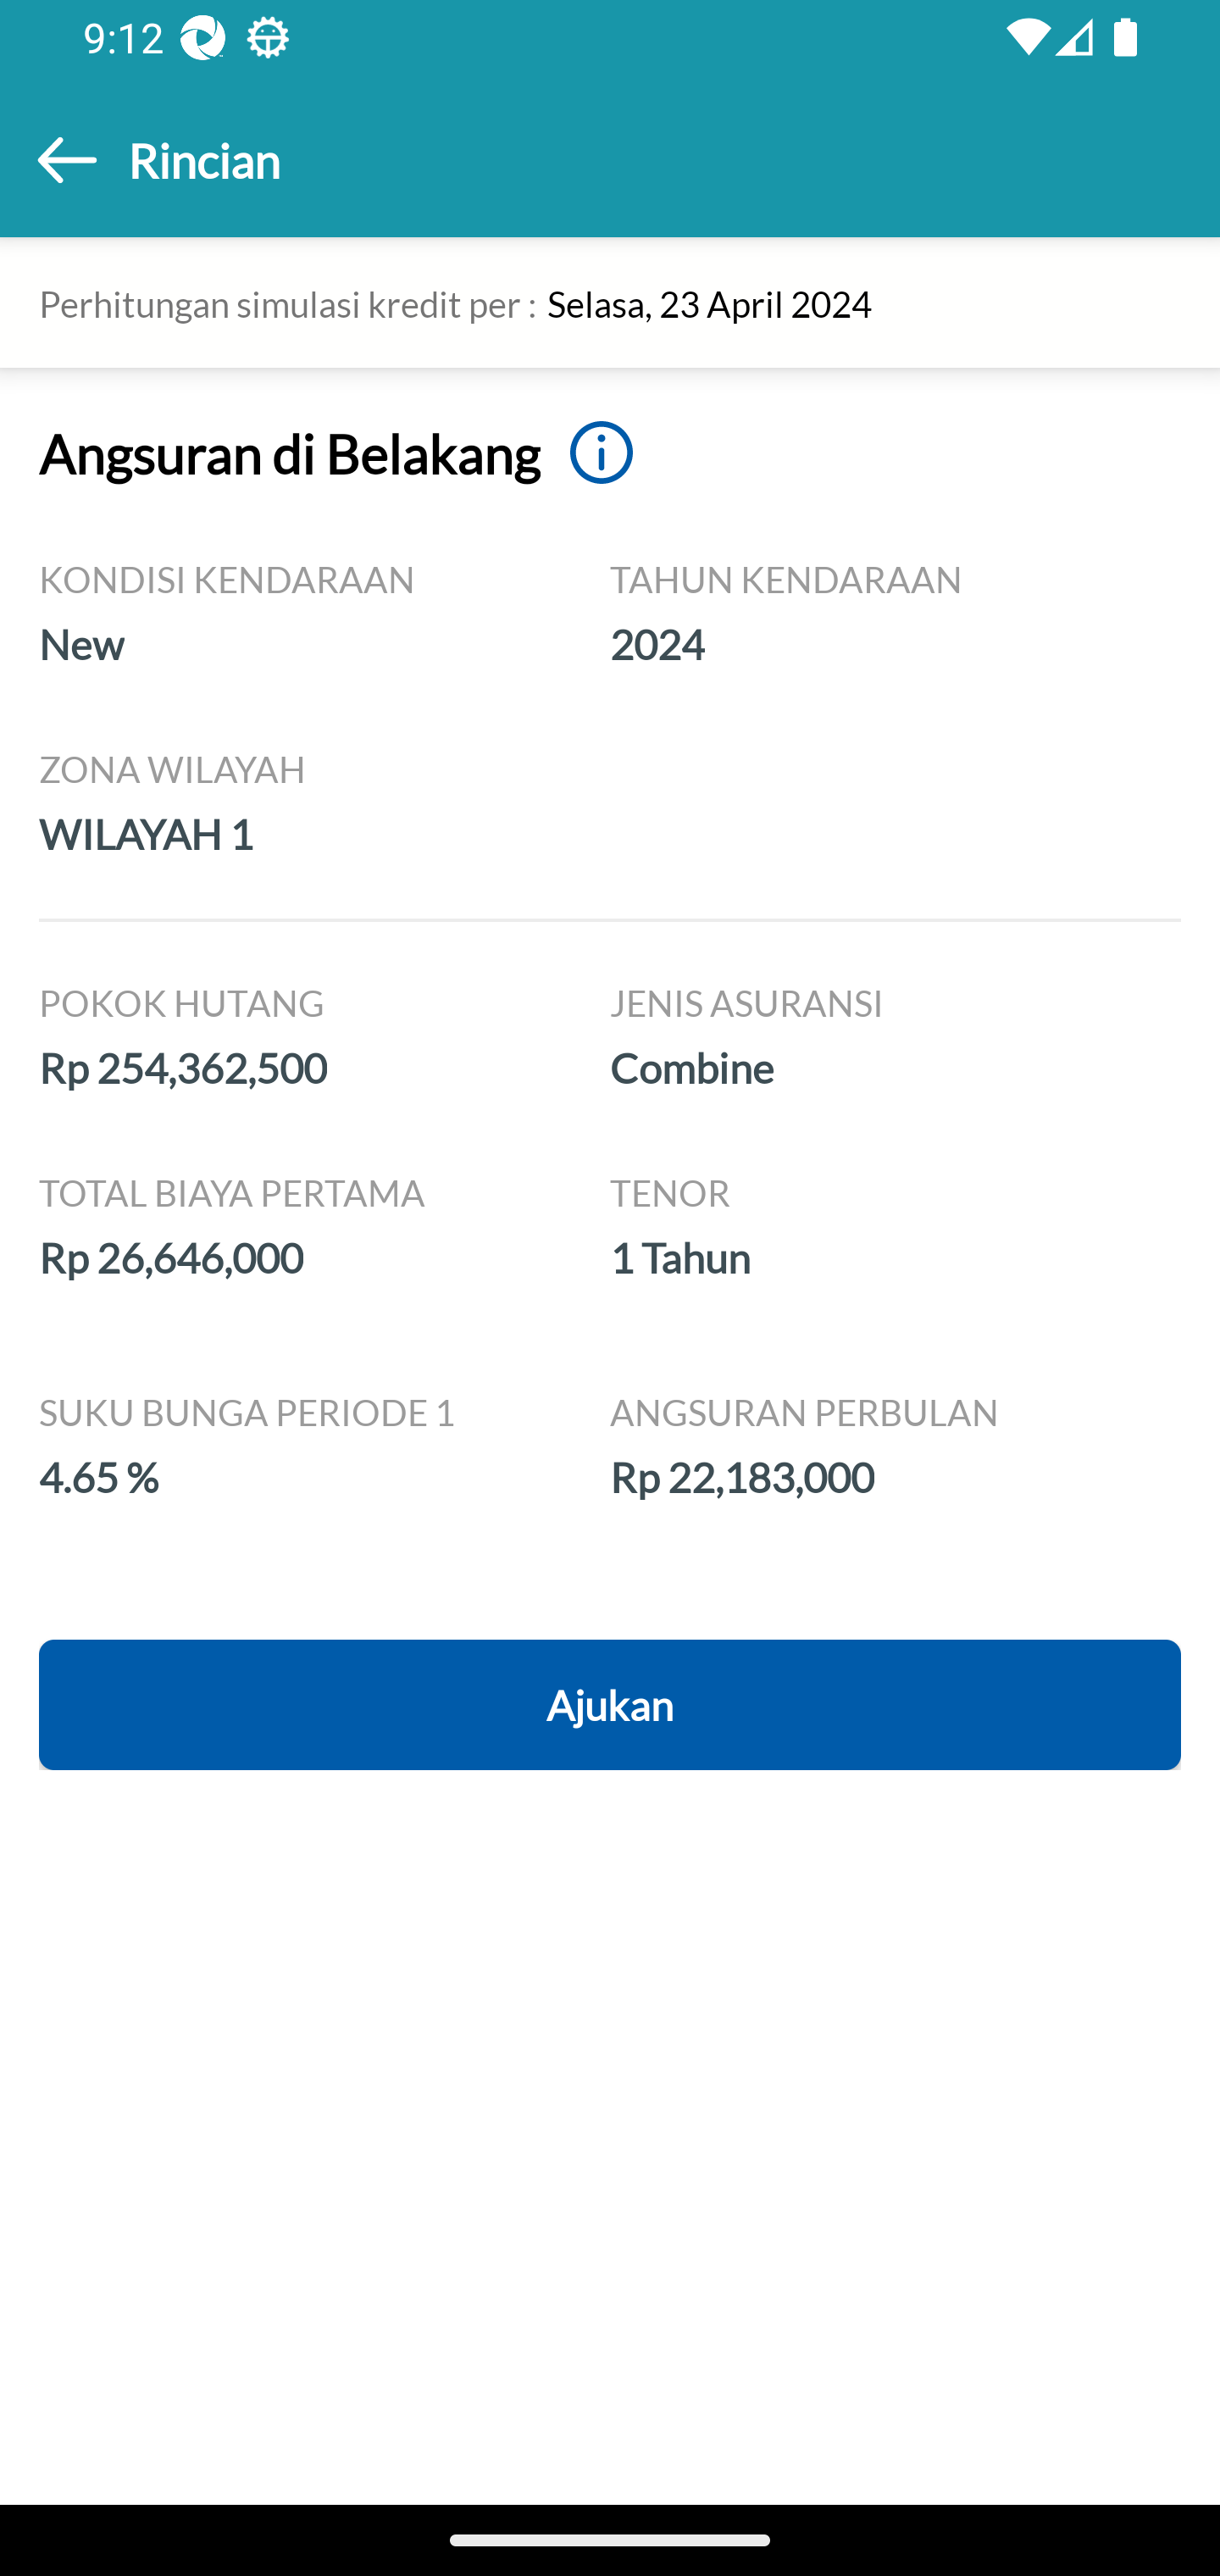 9:12
Rincian
Perhitungan simulasi kredit per : Selasa, 23 April 2024
Angsuran di Belakang
KONDISI KENDARAAN
New
TAHUN KENDARAAN
2024
ZONA WILAYAH
WILAYAH 1
POKOK HUTANG
Rp 254,362,500
JENIS ASURANSI
Combine
TOTAL BIAYA PERTAMA
Rp 26,646,000
TENOR
1 Tahun
SUKU BUNGA PERIODE 1
4.65 %
ANGSURAN PERBULAN
Rp 22,183,000
Ajukan